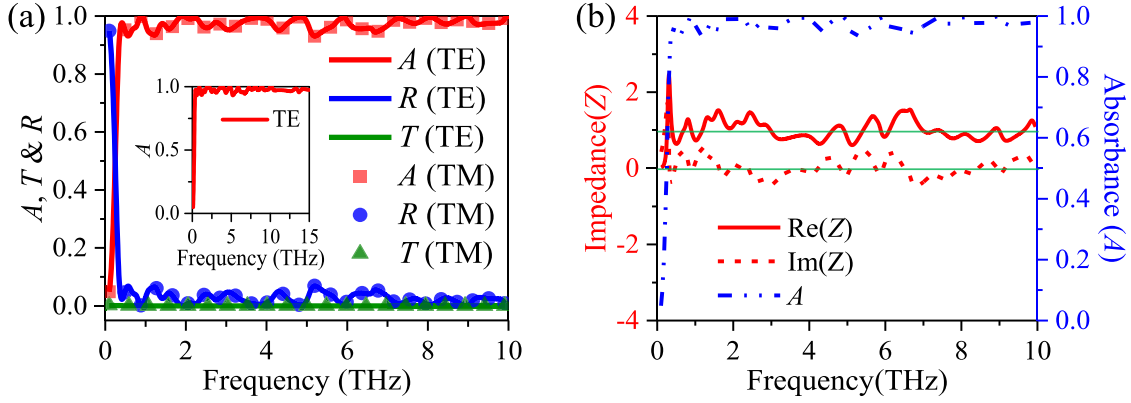 (a)
A, T & R
1.0
0.8
0.6
0.4
0.2
0.0
A (TE)
R (TE)
T (TE)
A (TM)
R (TM)
T (TM)
A
1.0
0.5
0.0
TE
0 5 10 15
Frequency (THz)
0 2 4 6 8 10
Frequency (THz)
(b)
Impedance(Z)
4
2
0
-2
-4
Re(Z)
Im(Z)
A
1.0
0.8
0.6
0.4
0.2
0.0
Absorbance (A)
0 2 4 6 8 10
Frequency(THz)